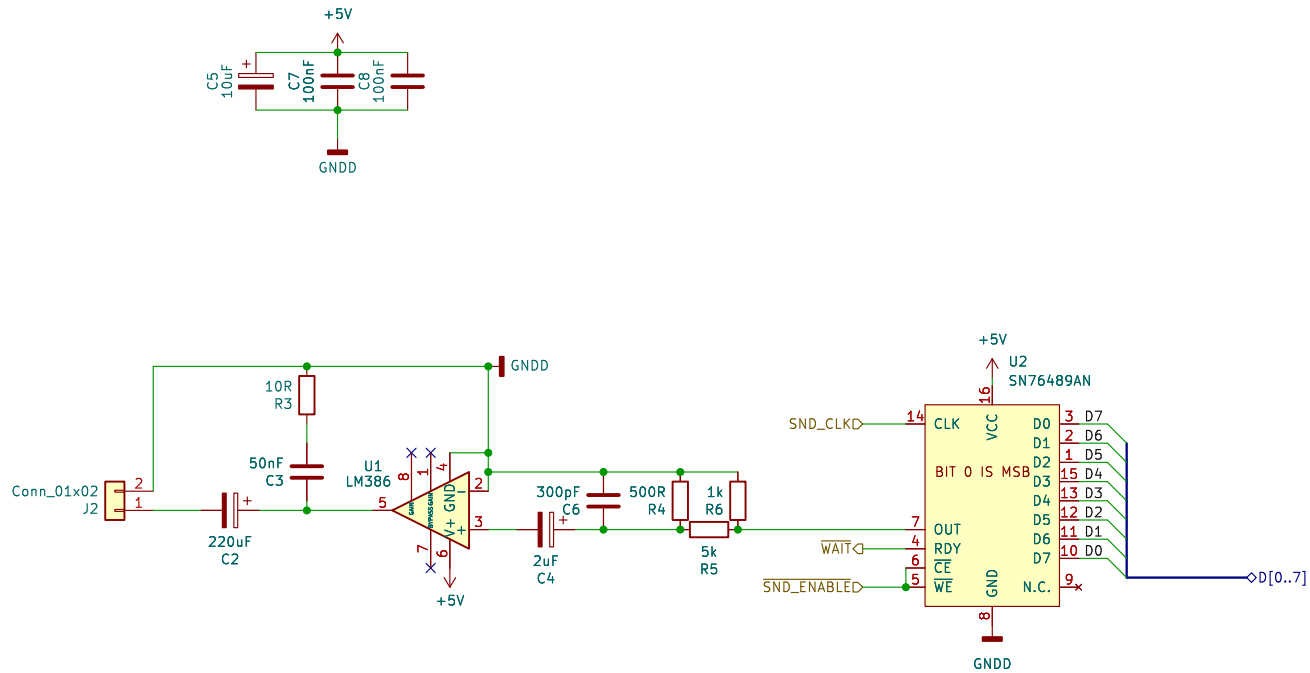 +5V
+
C5
10uF
C7
100nF
C8
100nF
GNDD
GNDD
10R
R3
50nF
C3
Conn_01x02
J2
2
1
+
220uF
C2
U1
LM386
5
8
1
4
7
6
2
3
GAIN
BYPASS
GAIN
GND
V+
−
+
+5V
+
2uF
C4
300pF
C6
500R
R4
1k
R6
5k
R5
+5V
U2
SN76489AN
16
VCC
SND_CLK
14 CLK
BIT 0 IS MSB
7 OUT
WAIT
4 RDY
6 CE
SND_ENABLE
5 WE
D0 3 D7
D1 2 D6
D2 1 D5
D3 15 D4
D4 13 D3
D5 12 D2
D6 11 D1
D7 10 D0
N.C. 9
GND
8
GNDD
D[0..7]